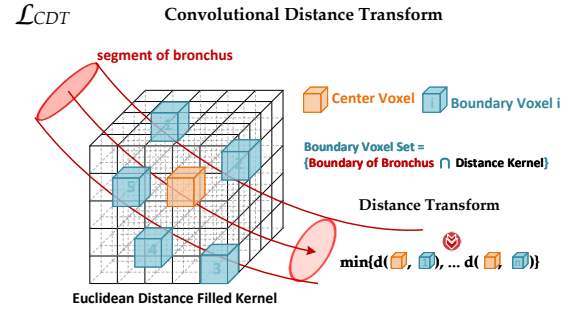 ℒCDT Convolutional Distance Transform
segment of bronchus
Center Voxel
i Boundary Voxel i
Boundary Voxel Set =
{Boundary of Bronchus ∩ Distance Kernel}
5
4
3
Distance Transform
min{d( , 1), ... d( , n)}
Euclidean Distance Filled Kernel